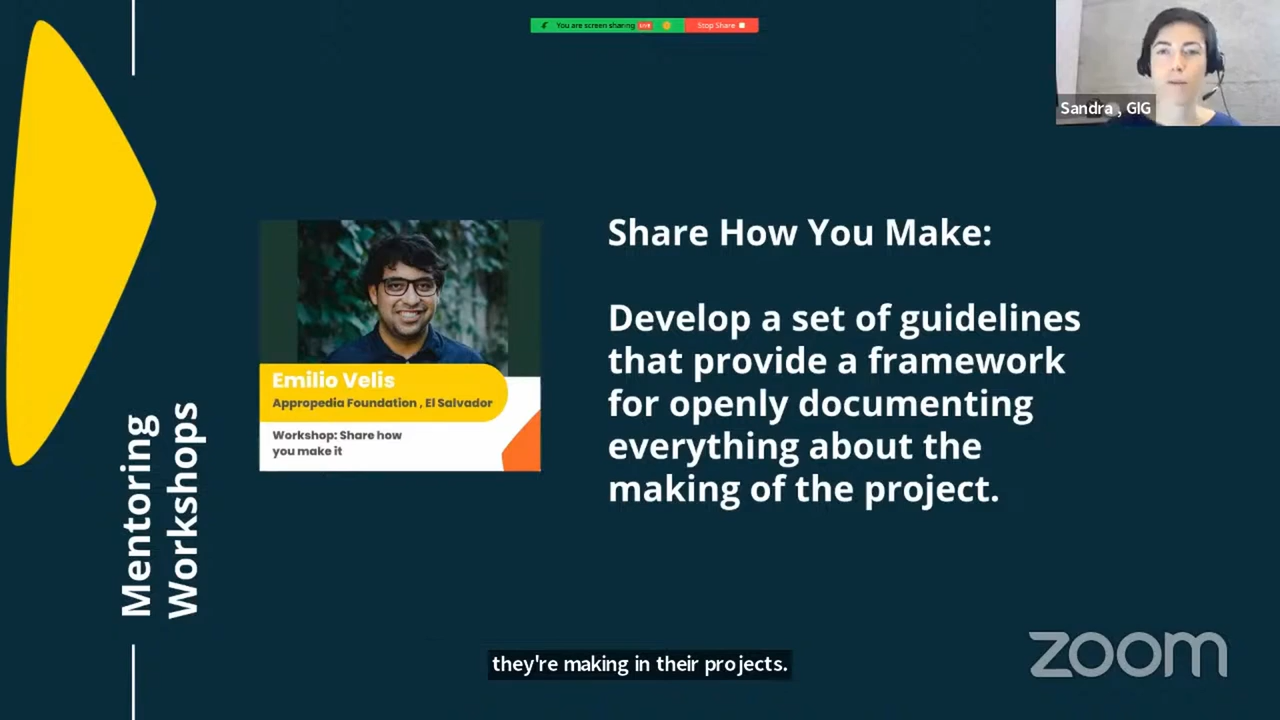 You are screen sharing LIVE Stop Share
Sandra , GIG
Share How You Make:
Develop a set of guidelines
that provide a framework
for openly documenting
everything about the
making of the project.
Emilio Velis
Appropedia Foundation , El Salvador
Workshop: Share how
you make it
Mentoring
Workshops
they're making in their projects.
zoom